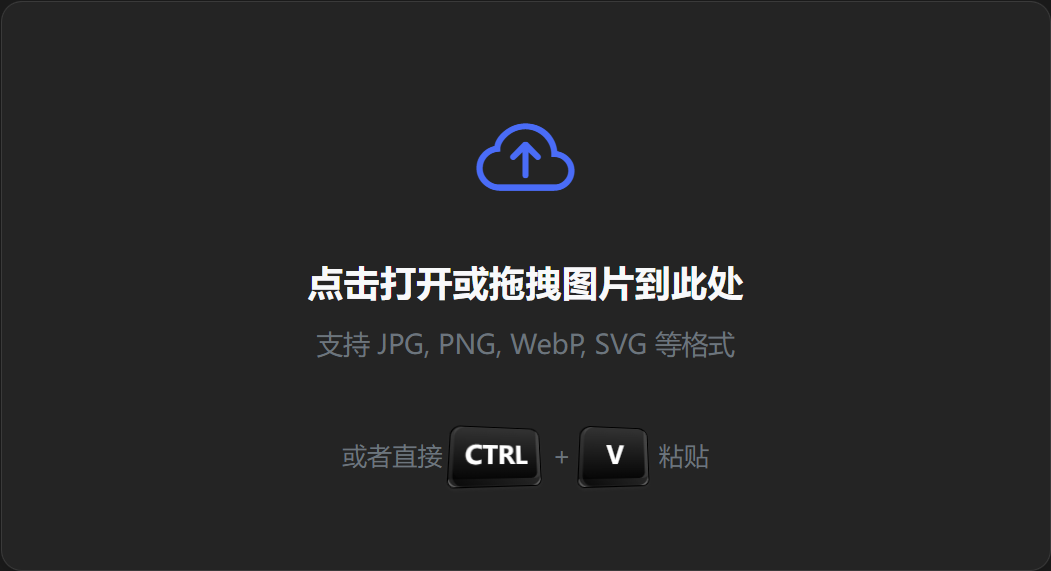 点击打开或拖拽图片到此处
支持 JPG, PNG, WebP, SVG 等格式
或者直接 CTRL + V 粘贴